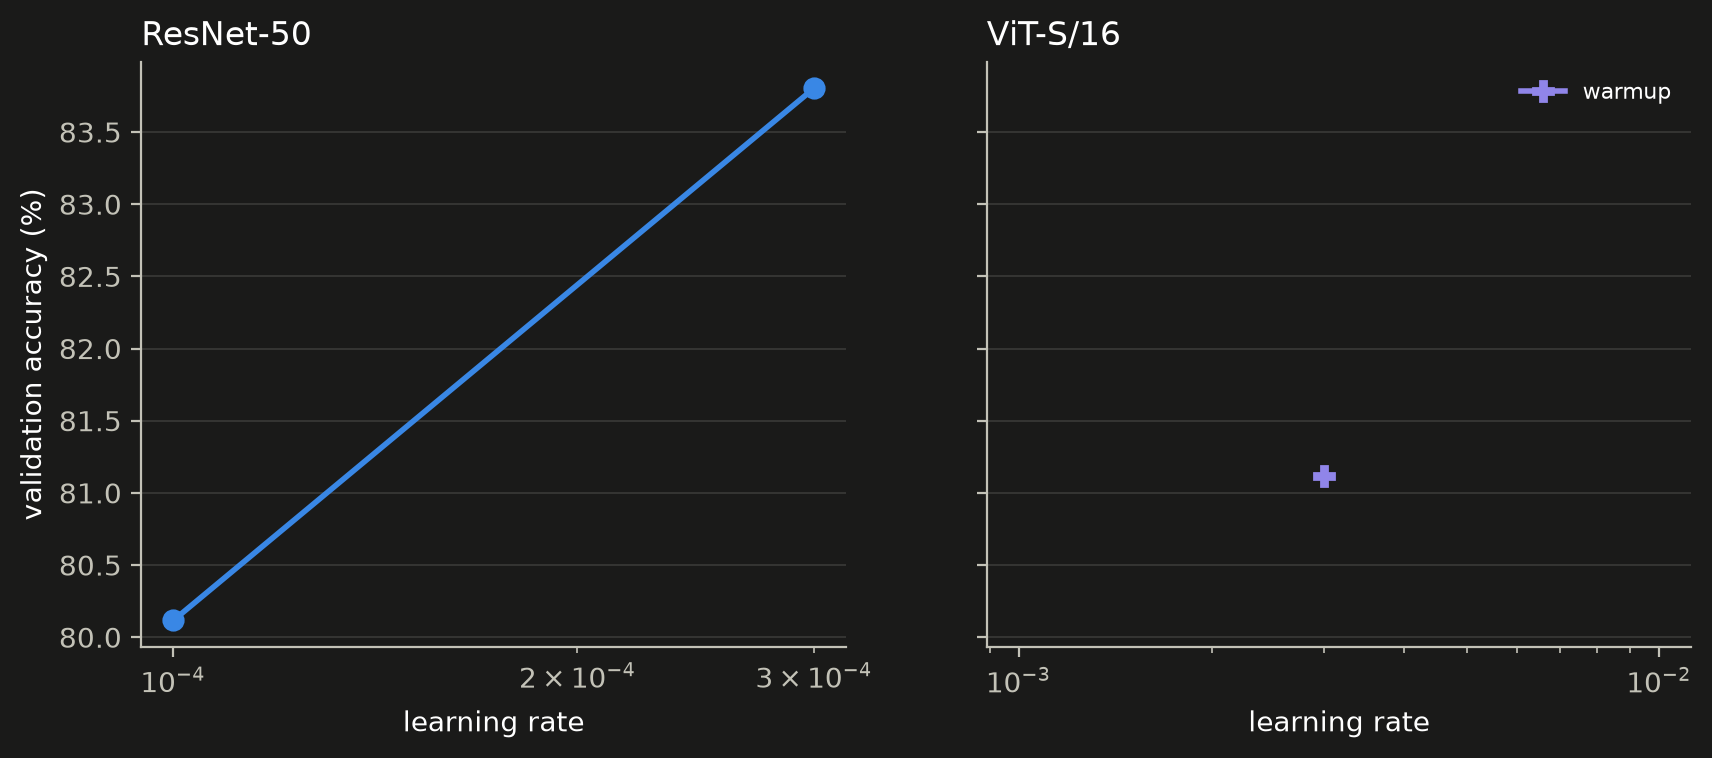 ResNet-50
validation accuracy (%)
83.5
83.0
82.5
82.0
81.5
81.0
80.5
80.0
10⁻⁴
2 × 10⁻⁴
3 × 10⁻⁴
learning rate
ViT-S/16
warmup
10⁻³
10⁻²
learning rate